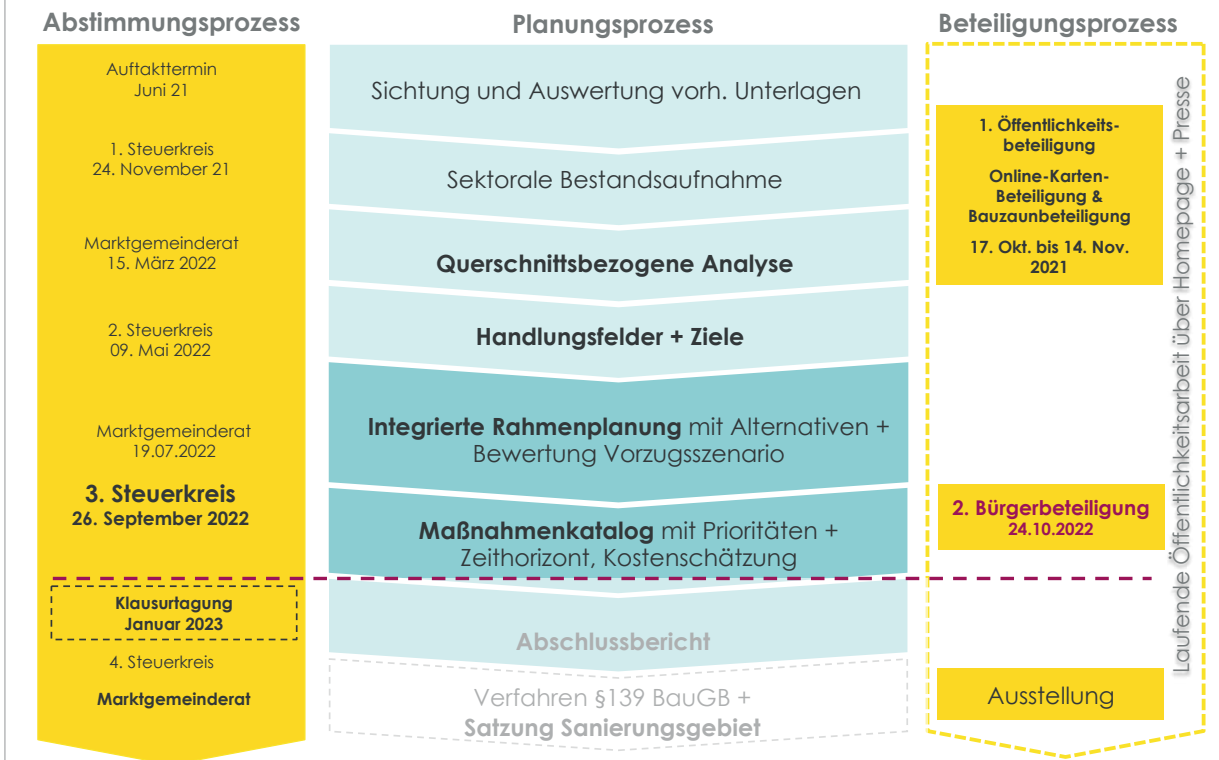 Abstimmungsprozess
Auftakttermin
Juni 21
1. Steuerkreis
24. November 21
Marktgemeinderat
15. März 2022
2. Steuerkreis
09. Mai 2022
Marktgemeinderat
19.07.2022
3. Steuerkreis
26. September 2022
Klausurtagung
Januar 2023
4. Steuerkreis
Marktgemeinderat
Planungsprozess
Sichtung und Auswertung vorh. Unterlagen
Sektorale Bestandsaufnahme
Querschnittsbezogene Analyse
Handlungsfelder + Ziele
Integrierte Rahmenplanung mit Alternativen +
Bewertung Vorzugsszenario
Maßnahmenkatalog mit Prioritäten +
Zeithorizont, Kostenschätzung
Abschlussbericht
Verfahren §139 BauGB +
Satzung Sanierungsgebiet
Beteiligungsprozess
1. Öffentlichkeits-
beteiligung
Online-Karten-
Beteiligung &
Bauzaunbeteiligung
17. Okt. bis 14. Nov.
2021
2. Bürgerbeteiligung
24.10.2022
Ausstellung
Laufende Öffentlichkeitsarbeit über Homepage + Presse